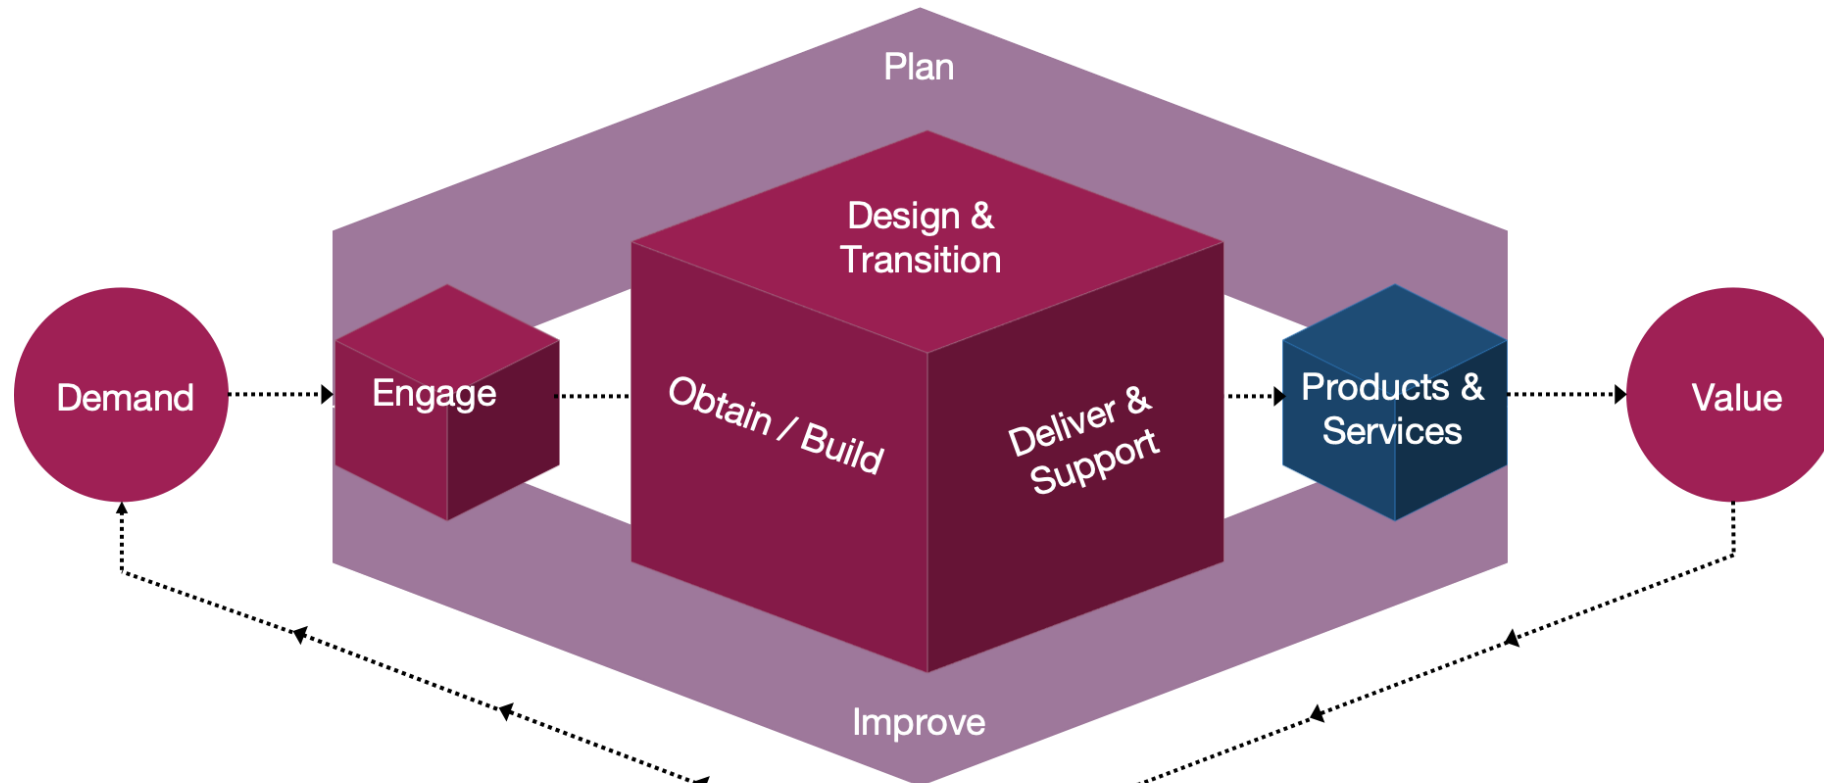 Plan
Design &
Transition
Demand
Engage
Obtain / Build
Deliver &
Support
Products &
Services
Value
Improve